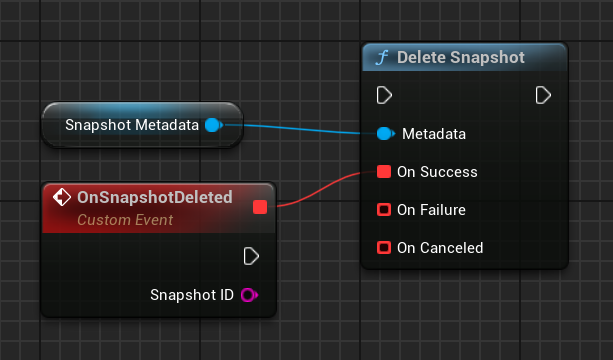 Delete Snapshot
Snapshot Metadata
Metadata
On Success
OnSnapshotDeleted
Custom Event
On Failure
On Canceled
Snapshot ID